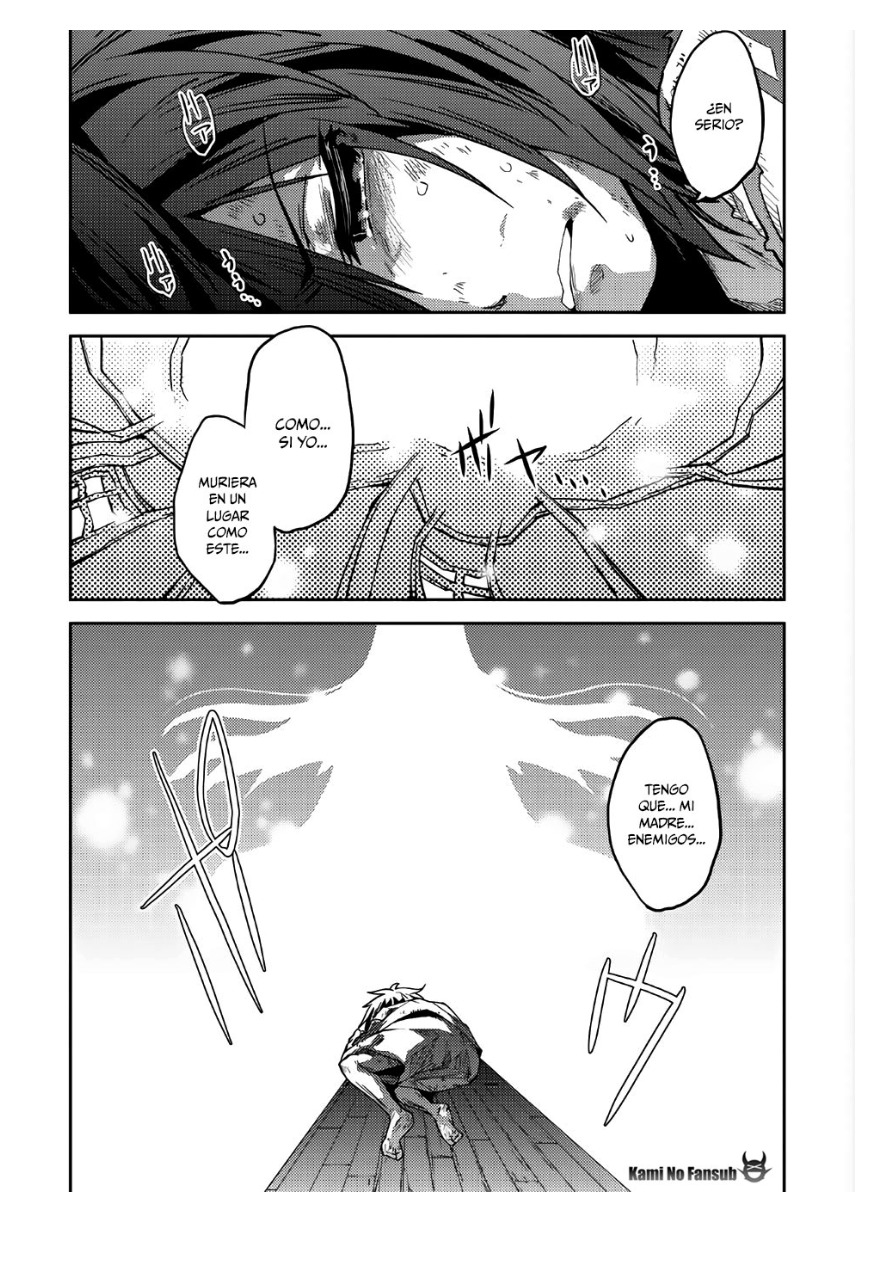 ¿EN
SERIO?
COMO...
SI YO...
MURIERA
EN UN
LUGAR
COMO
ESTE...
TENGO
QUE... MI
MADRE...
ENEMIGOS...
Kami No Fansub